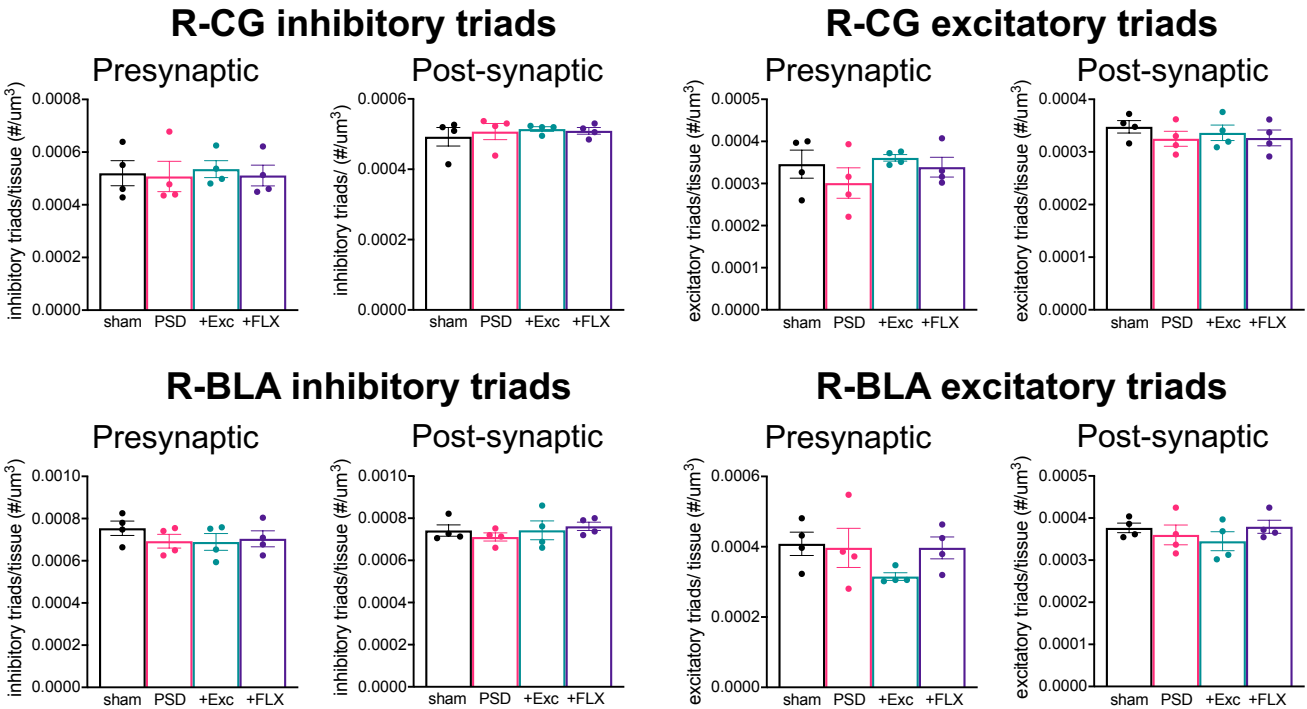 R-CG inhibitory triads
Presynaptic
inhibitory triads/tissue (#/um³)
0.0008
0.0006
0.0004
0.0002
0.0000
sham PSD +Exc +FLX
Post-synaptic
inhibitory triads/ (#/um³)
0.0006
0.0004
0.0002
0.0000
sham PSD +Exc +FLX
R-CG excitatory triads
Presynaptic
excitatory triads/tissue (#/um³)
0.0005
0.0004
0.0003
0.0002
0.0001
0.0000
sham PSD +Exc +FLX
Post-synaptic
excitatory triads/tissue (#/um³)
0.0004
0.0003
0.0002
0.0001
0.0000
sham PSD +Exc +FLX
R-BLA inhibitory triads
Presynaptic
inhibitory triads/tissue (#/um³)
0.0010
0.0008
0.0006
0.0004
0.0002
0.0000
sham PSD +Exc +FLX
Post-synaptic
inhibitory triads/tissue (#/um³)
0.0010
0.0008
0.0006
0.0004
0.0002
0.0000
sham PSD +Exc +FLX
R-BLA excitatory triads
Presynaptic
excitatory triads/ tissue (#/um³)
0.0006
0.0004
0.0002
0.0000
sham PSD +Exc +FLX
Post-synaptic
excitatory triads/tissue (#/um³)
0.0005
0.0004
0.0003
0.0002
0.0001
0.0000
sham PSD +Exc +FLX